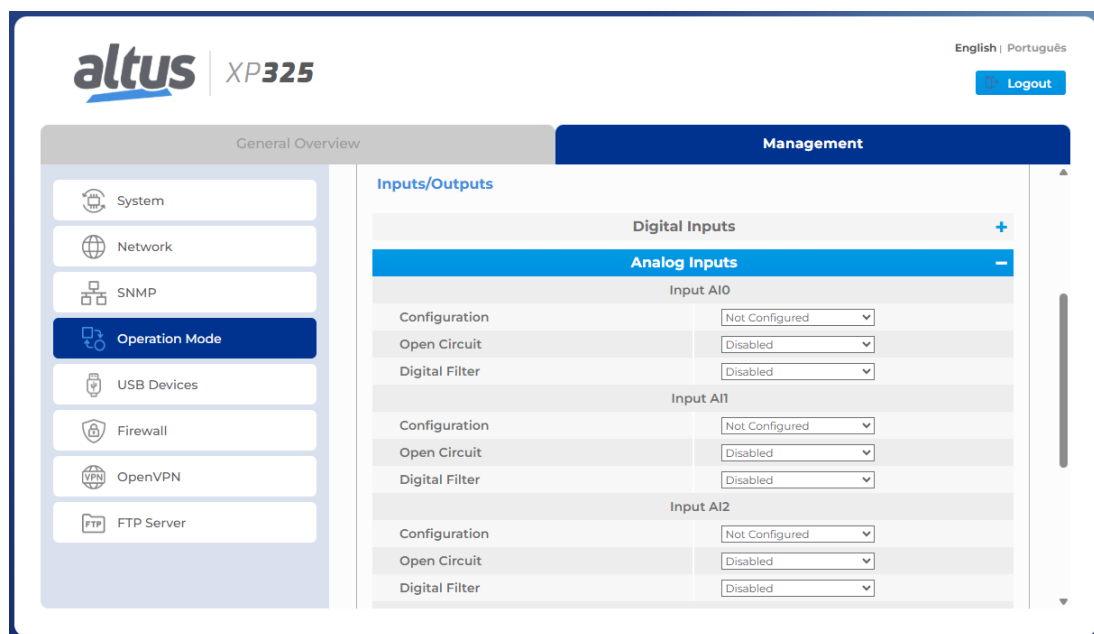 English | Português
altus XP325
Logout
General Overview Management
System
Network
SNMP
Operation Mode
USB Devices
Firewall
VPN OpenVPN
FTP FTP Server
Inputs/Outputs
Digital Inputs +
Analog Inputs −
Input AI0
Configuration Not Configured
Open Circuit Disabled
Digital Filter Disabled
Input AI1
Configuration Not Configured
Open Circuit Disabled
Digital Filter Disabled
Input AI2
Configuration Not Configured
Open Circuit Disabled
Digital Filter Disabled